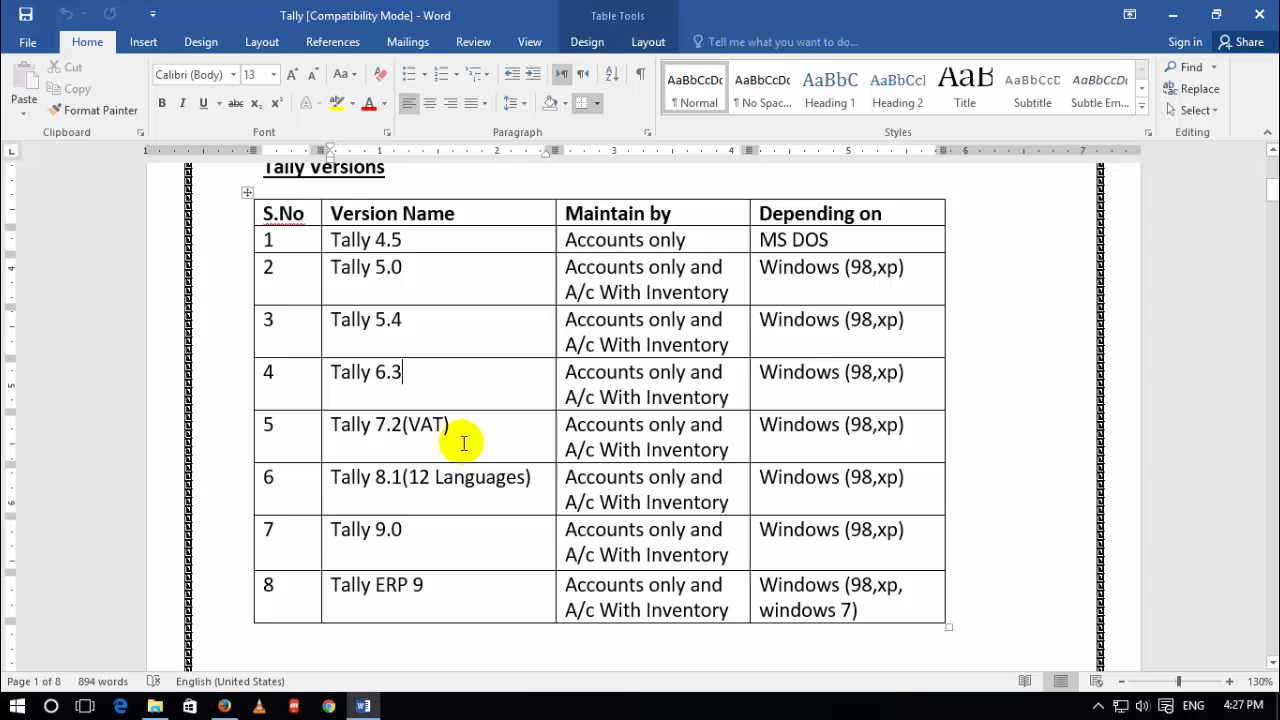 Tally [Compatibility Mode] - Word
Table Tools
File
Home
Insert
Design
Layout
References
Mailings
Review
View
Design
Layout
Tell me what you want to do...
Sign in
Share
Paste
Cut
Copy
Format Painter
Clipboard
Calibri (Body)
13
Font
Paragraph
AaBbCcDc
¶ Normal
AaBbCcDc
¶ No Spac...
AaBbC
Heading 1
AaBbCcI
Heading 2
AaB
Title
AaBbCcD
Subtitle
AaBbCcD
Subtle Em...
Styles
Find
Replace
Select
Editing
Tally Versions
S.No Version Name Maintain by Depending on
1 Tally 4.5 Accounts only MS DOS
2 Tally 5.0 Accounts only and Windows (98,xp)
A/c With Inventory
3 Tally 5.4 Accounts only and Windows (98,xp)
A/c With Inventory
4 Tally 6.3 Accounts only and Windows (98,xp)
A/c With Inventory
5 Tally 7.2(VAT) Accounts only and Windows (98,xp)
A/c With Inventory
6 Tally 8.1(12 Languages) Accounts only and Windows (98,xp)
A/c With Inventory
7 Tally 9.0 Accounts only and Windows (98,xp)
A/c With Inventory
8 Tally ERP 9 Accounts only and Windows (98,xp,
A/c With Inventory windows 7)
Page 1 of 8
894 words
English (United States)
130%
ENG
4:27 PM